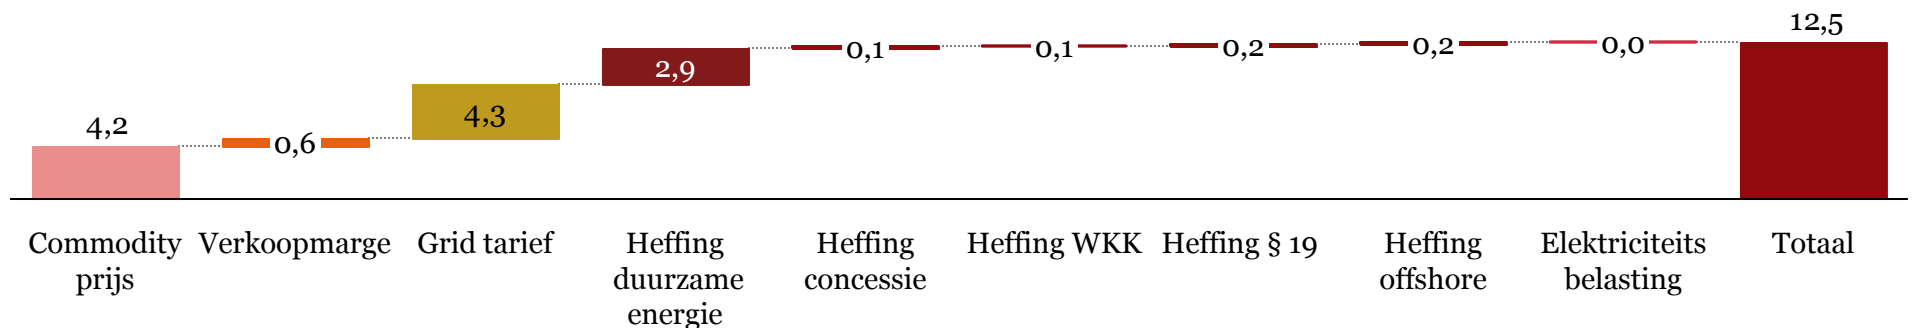 4,2
0,6
4,3
2,9
0,1
0,1
0,2
0,2
0,0
12,5
Commodity
prijs
Verkoopmarge
Grid tarief
Heffing
duurzame
energie
Heffing
concessie
Heffing WKK
Heffing § 19
Heffing
offshore
Elektriciteits
belasting
Totaal